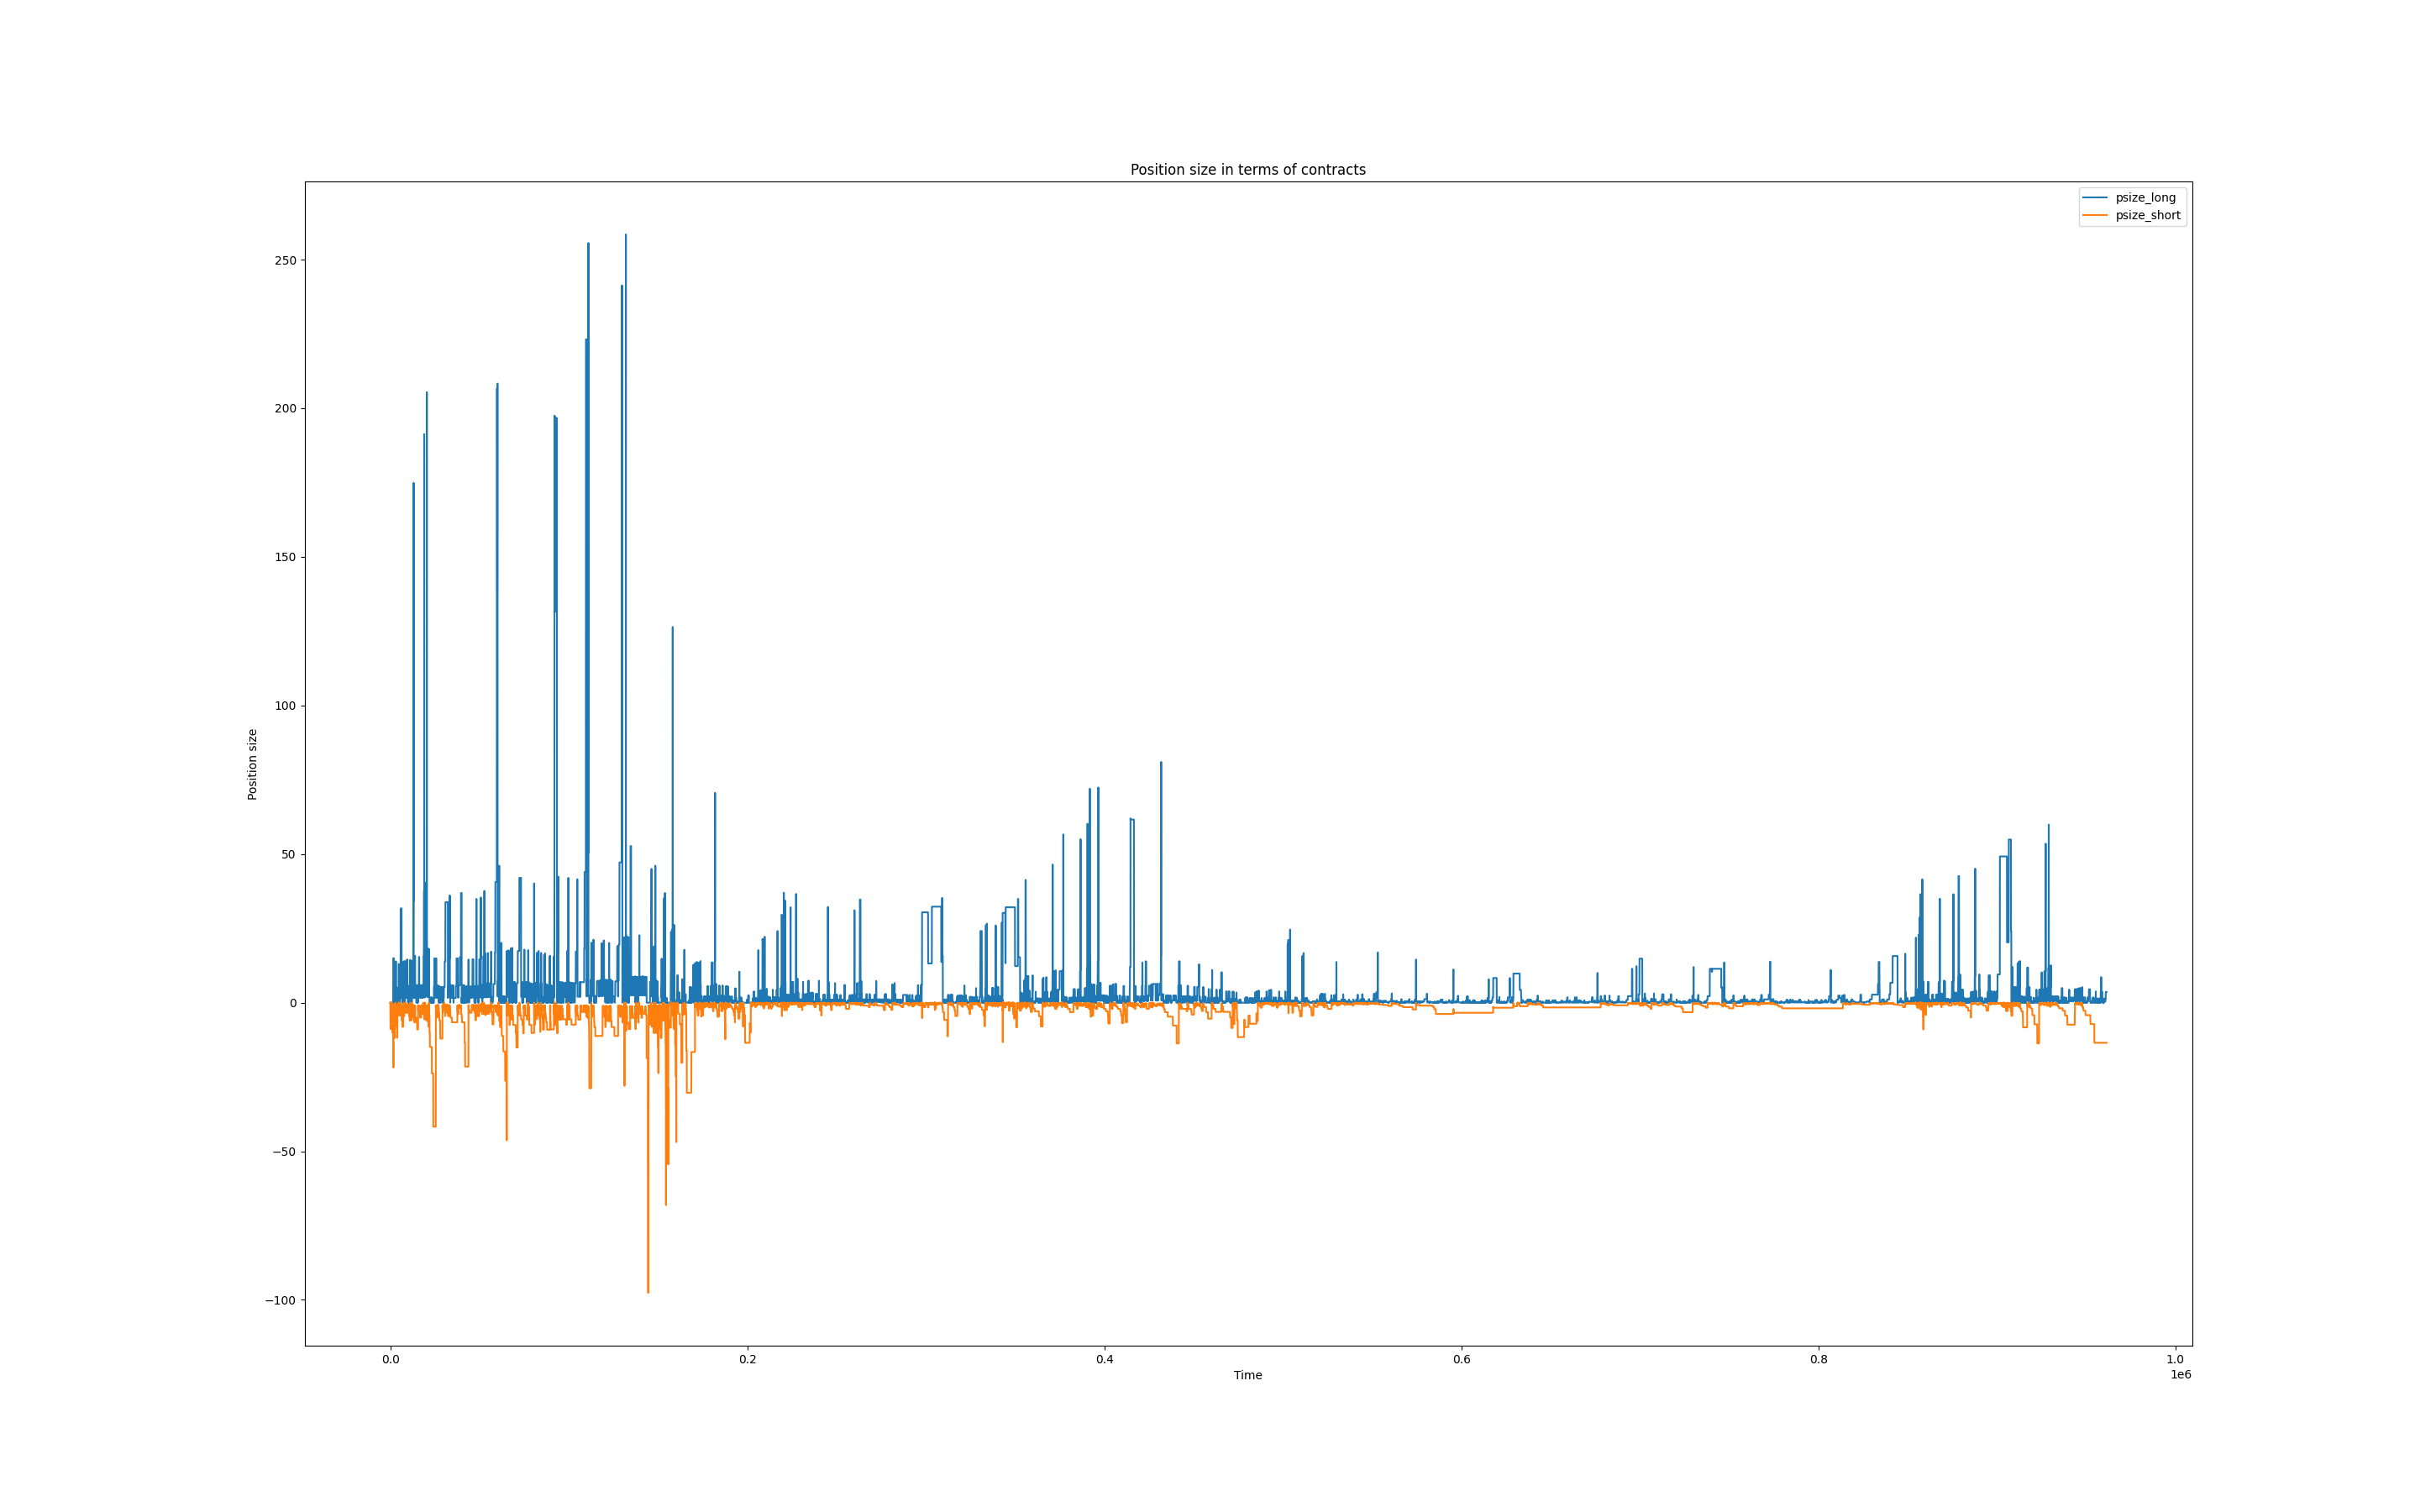 Position size in terms of contracts
psize_long
psize_short
250
200
150
100
50
0
−50
−100
Position size
0.0
0.2
0.4
0.6
0.8
1.0
Time
1e6